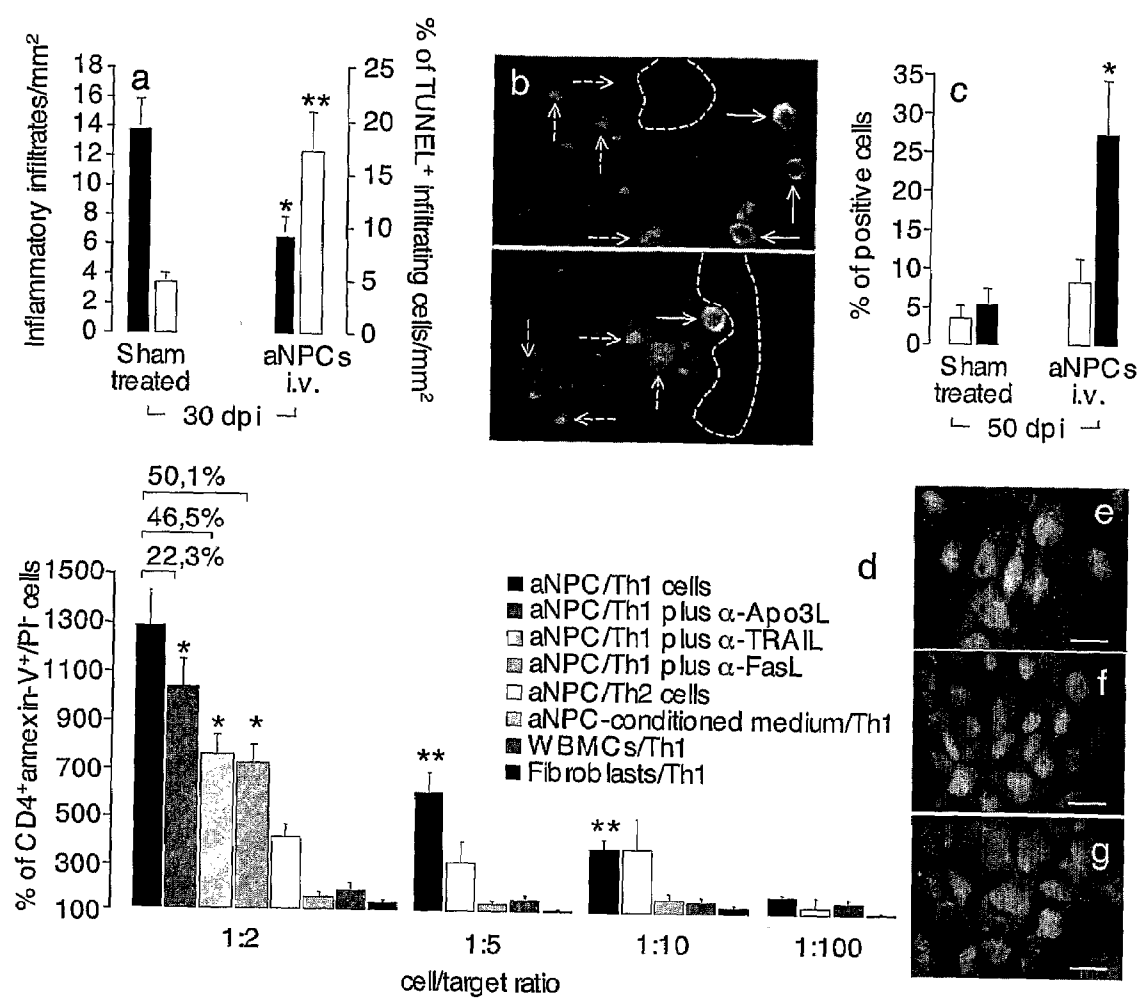 a
Inflammatory infiltrates/mm²
18
16
14
12
10
8
6
4
2
0
*
**
25
20
15
10
5
0
% of TUNEL⁺ infiltrating cells/mm²
Sham treated
aNPCs i.v.
30 dpi
b
c
% of positive cells
35
30
25
20
15
10
5
0
*
Sham treated
aNPCs i.v.
50 dpi
d
50,1%
46,5%
22,3%
% of CD4⁺annexin-V⁺/PI⁻ cells
1500
1300
1100
900
700
500
300
100
*
*
*
**
**
aNPC/Th1 cells
aNPC/Th1 plus α-Apo3L
aNPC/Th1 plus α-TRAIL
aNPC/Th1 plus α-FasL
aNPC/Th2 cells
aNPC-conditioned medium/Th1
WBMCs/Th1
Fibroblasts/Th1
1:2
1:5
1:10
1:100
cell/target ratio
e
f
g